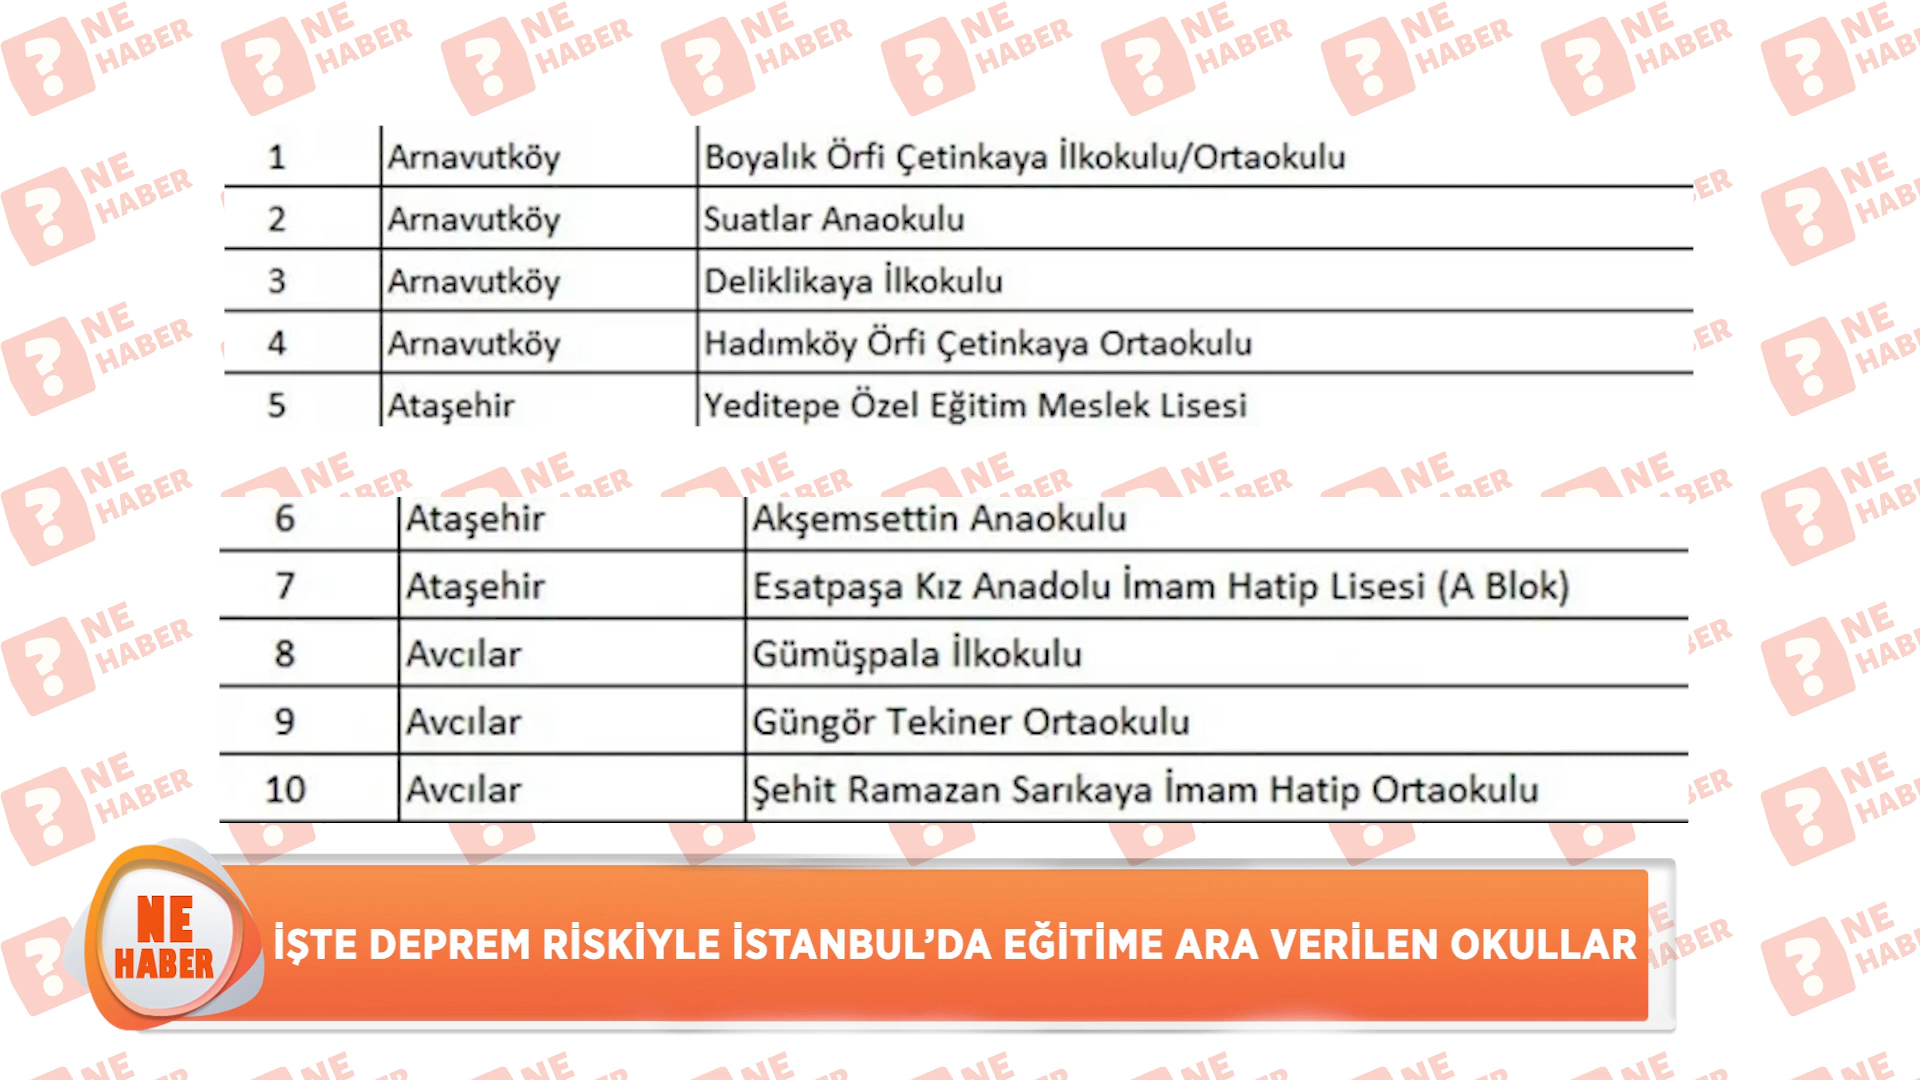 1 Arnavutköy Boyalık Örfi Çetinkaya İlkokulu/Ortaokulu
2 Arnavutköy Suatlar Anaokulu
3 Arnavutköy Deliklikaya İlkokulu
4 Arnavutköy Hadımköy Örfi Çetinkaya Ortaokulu
5 Ataşehir Yeditepe Özel Eğitim Meslek Lisesi
6 Ataşehir Akşemsettin Anaokulu
7 Ataşehir Esatpaşa Kız Anadolu İmam Hatip Lisesi (A Blok)
8 Avcılar Gümüşpala İlkokulu
9 Avcılar Güngör Tekiner Ortaokulu
10 Avcılar Şehit Ramazan Sarıkaya İmam Hatip Ortaokulu
NE
HABER
İŞTE DEPREM RİSKİYLE İSTANBUL'DA EĞİTİME ARA VERİLEN OKULLAR